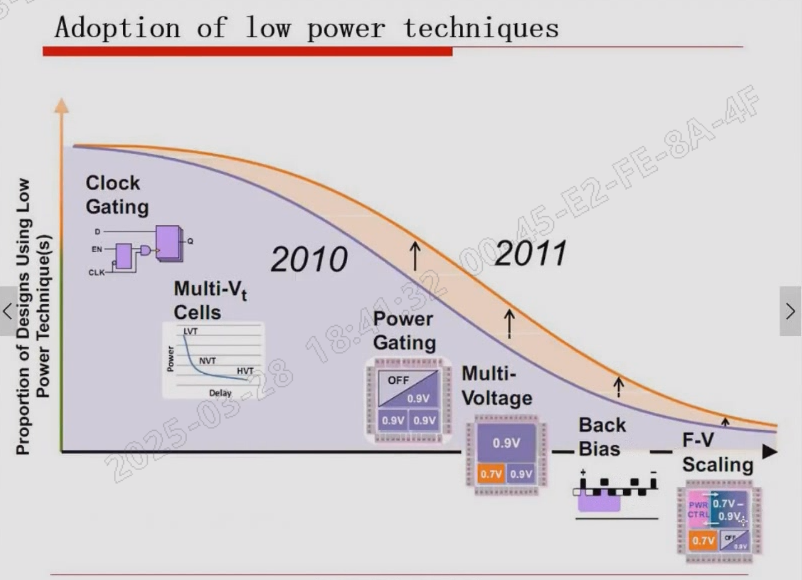 Adoption of low power techniques
Proportion of Designs Using Low
Power Technique(s)
Clock
Gating
D
EN
CLK
Q
2010
2011
Multi-Vt
Cells
LVT
NVT
HVT
Power
Delay
Power
Gating
OFF
0.9V
0.9V 0.9V
Multi-
Voltage
0.9V
0.7V 0.9V
Back
Bias
+ −
F-V
Scaling
PWR
CTRL
0.7V –
0.9V
0.7V
OFF
0.9V
2025-03-28 18:41:32 00-45-E2-FE-8A-4F